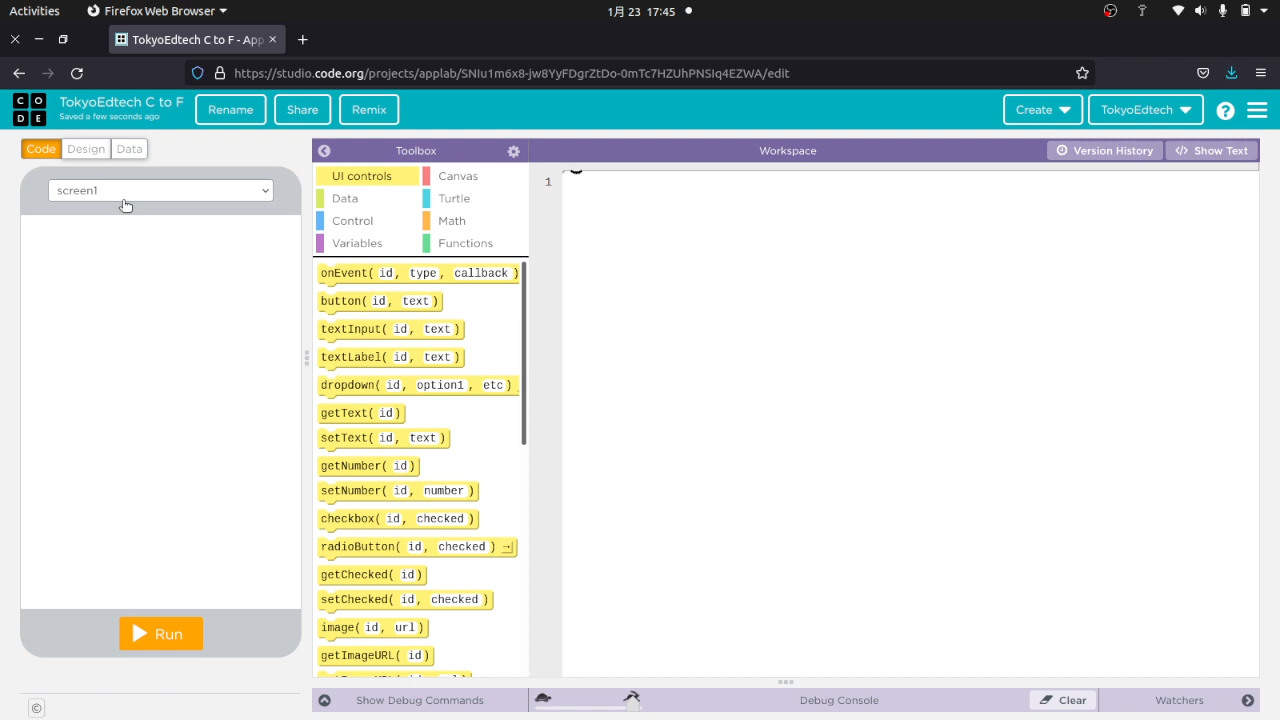 Activities
Firefox Web Browser
1月 23 17:45
TokyoEdtech C to F - App
https://studio.code.org/projects/applab/SNIu1m6x8-jw8YyFDgrZtDo-0mTc7HZUhPNSIq4EZWA/edit
C O D E
TokyoEdtech C to F
Saved a few seconds ago
Rename
Share
Remix
Create
TokyoEdtech
Code
Design
Data
Toolbox
Workspace
Version History
Show Text
screen1
UI controls
Canvas
Data
Turtle
Control
Math
Variables
Functions
1
onEvent( id, type, callback )
button( id, text )
textInput( id, text )
textLabel( id, text )
dropdown( id, option1, etc )
getText( id )
setText( id, text )
getNumber( id )
setNumber( id, number )
checkbox( id, checked )
radioButton( id, checked )
getChecked( id )
setChecked( id, checked )
image( id, url )
getImageURL( id )
Run
Show Debug Commands
Debug Console
Clear
Watchers